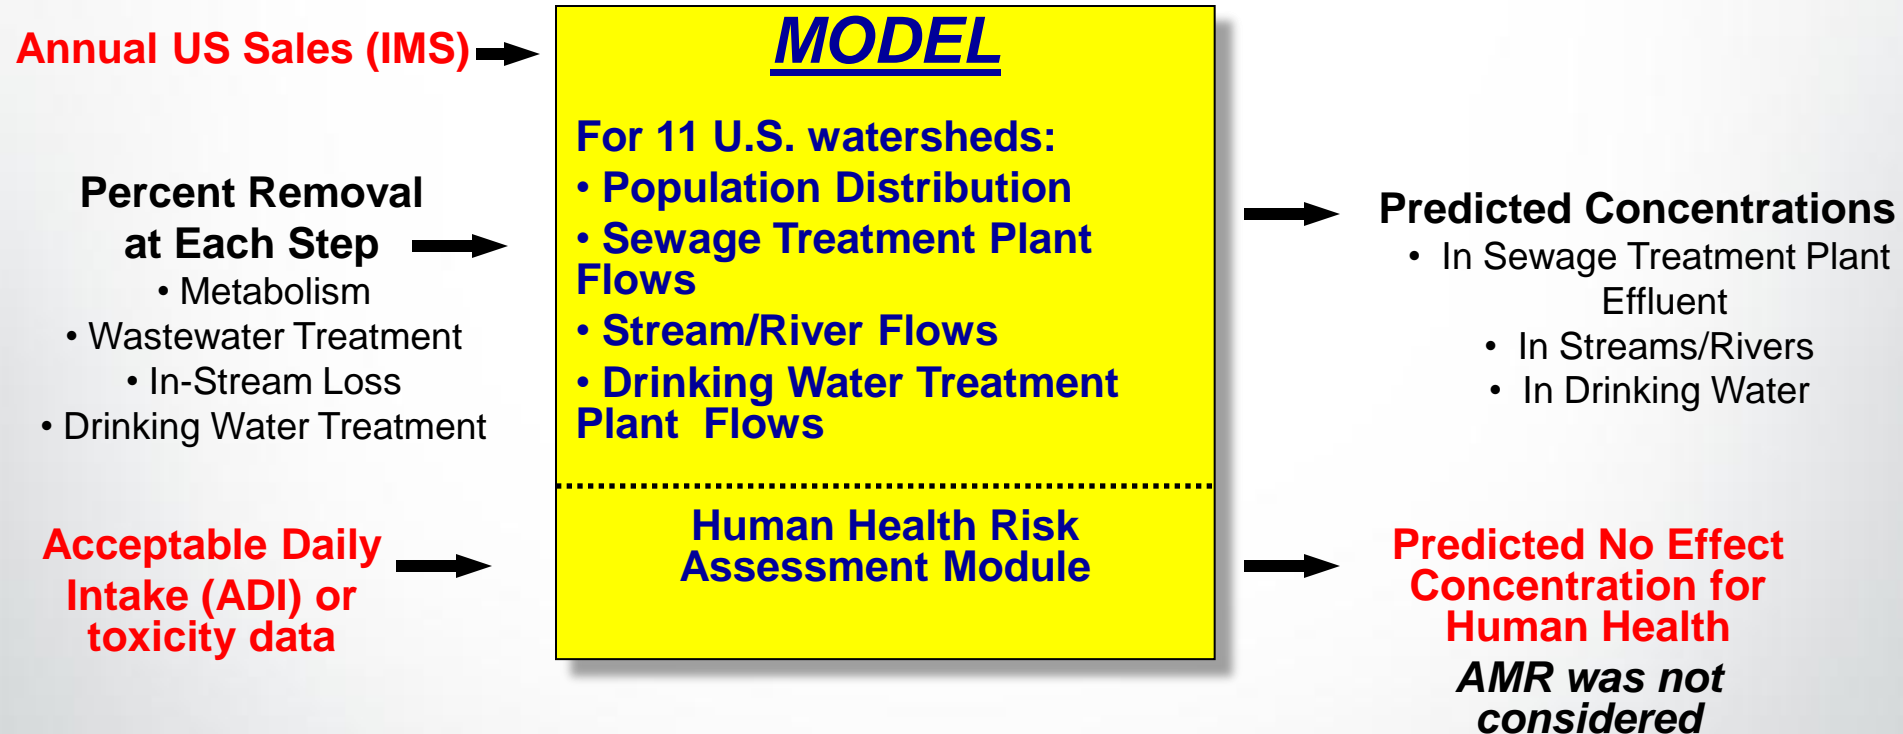 Annual US Sales (IMS)
Percent Removal
at Each Step
• Metabolism
• Wastewater Treatment
• In-Stream Loss
• Drinking Water Treatment
Acceptable Daily
Intake (ADI) or
toxicity data
MODEL
For 11 U.S. watersheds:
• Population Distribution
• Sewage Treatment Plant
Flows
• Stream/River Flows
• Drinking Water Treatment
Plant Flows
Human Health Risk
Assessment Module
Predicted Concentrations
• In Sewage Treatment Plant
Effluent
• In Streams/Rivers
• In Drinking Water
Predicted No Effect
Concentration for
Human Health
AMR was not
considered